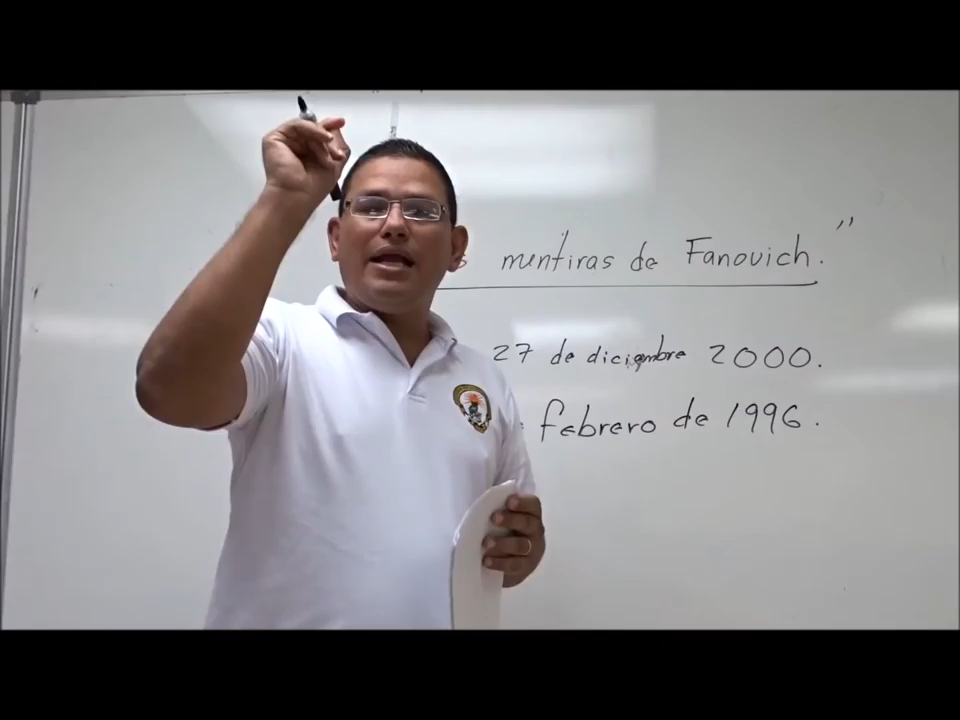 mentiras de Fanovich."
27 de diciembre 2000.
febrero de 1996.